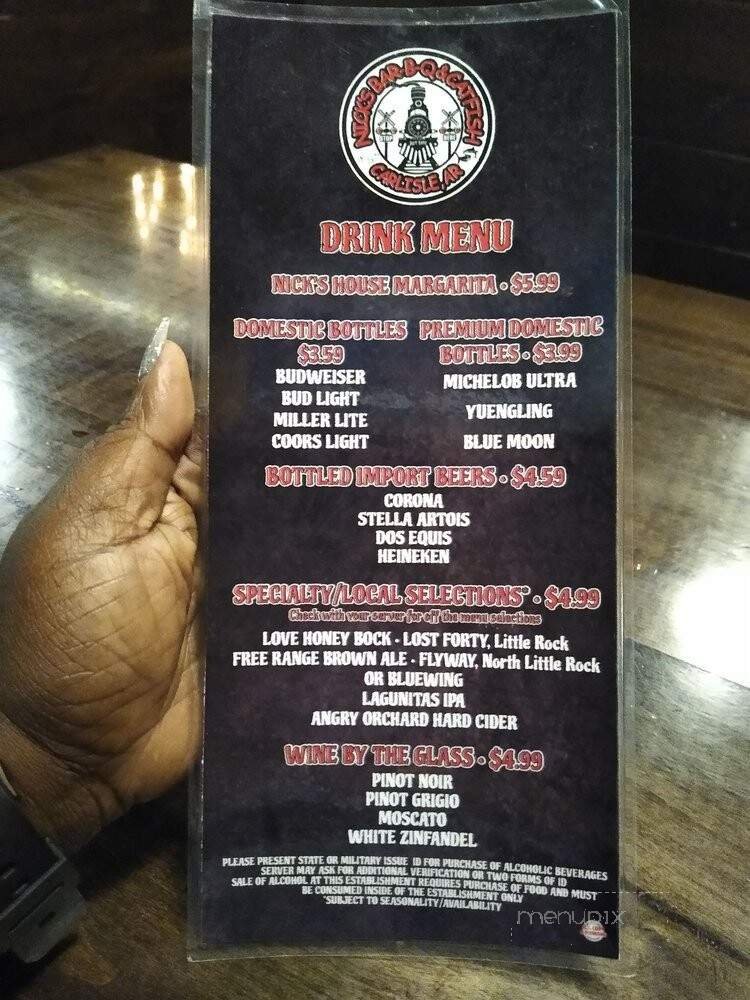 NICK'S BAR-B-Q & CATFISH
CARLISLE, AR
DRINK MENU
NICK'S HOUSE MARGARITA • $5.99
DOMESTIC BOTTLES
$3.59
BUDWEISER
BUD LIGHT
MILLER LITE
COORS LIGHT
PREMIUM DOMESTIC
BOTTLES • $3.99
MICHELOB ULTRA
YUENGLING
BLUE MOON
BOTTLED IMPORT BEERS • $4.59
CORONA
STELLA ARTOIS
DOS EQUIS
HEINEKEN
SPECIALTY/LOCAL SELECTIONS* • $4.99
Check with your server for off the menu selections
LOVE HONEY BOCK - LOST FORTY, Little Rock
FREE RANGE BROWN ALE - FLYWAY, North Little Rock
OR BLUEWING
LAGUNITAS IPA
ANGRY ORCHARD HARD CIDER
WINE BY THE GLASS • $4.99
PINOT NOIR
PINOT GRIGIO
MOSCATO
WHITE ZINFANDEL
PLEASE PRESENT STATE OR MILITARY ISSUE ID FOR PURCHASE OF ALCOHOLIC BEVERAGES
SERVER MAY ASK FOR ADDITIONAL VERIFICATION OR TWO FORMS OF ID
SALE OF ALCOHOL AT THIS ESTABLISHMENT REQUIRES PURCHASE OF FOOD AND MUST
BE CONSUMED INSIDE OF THE ESTABLISHMENT ONLY
*SUBJECT TO SEASONALITY/AVAILABILITY
menupix